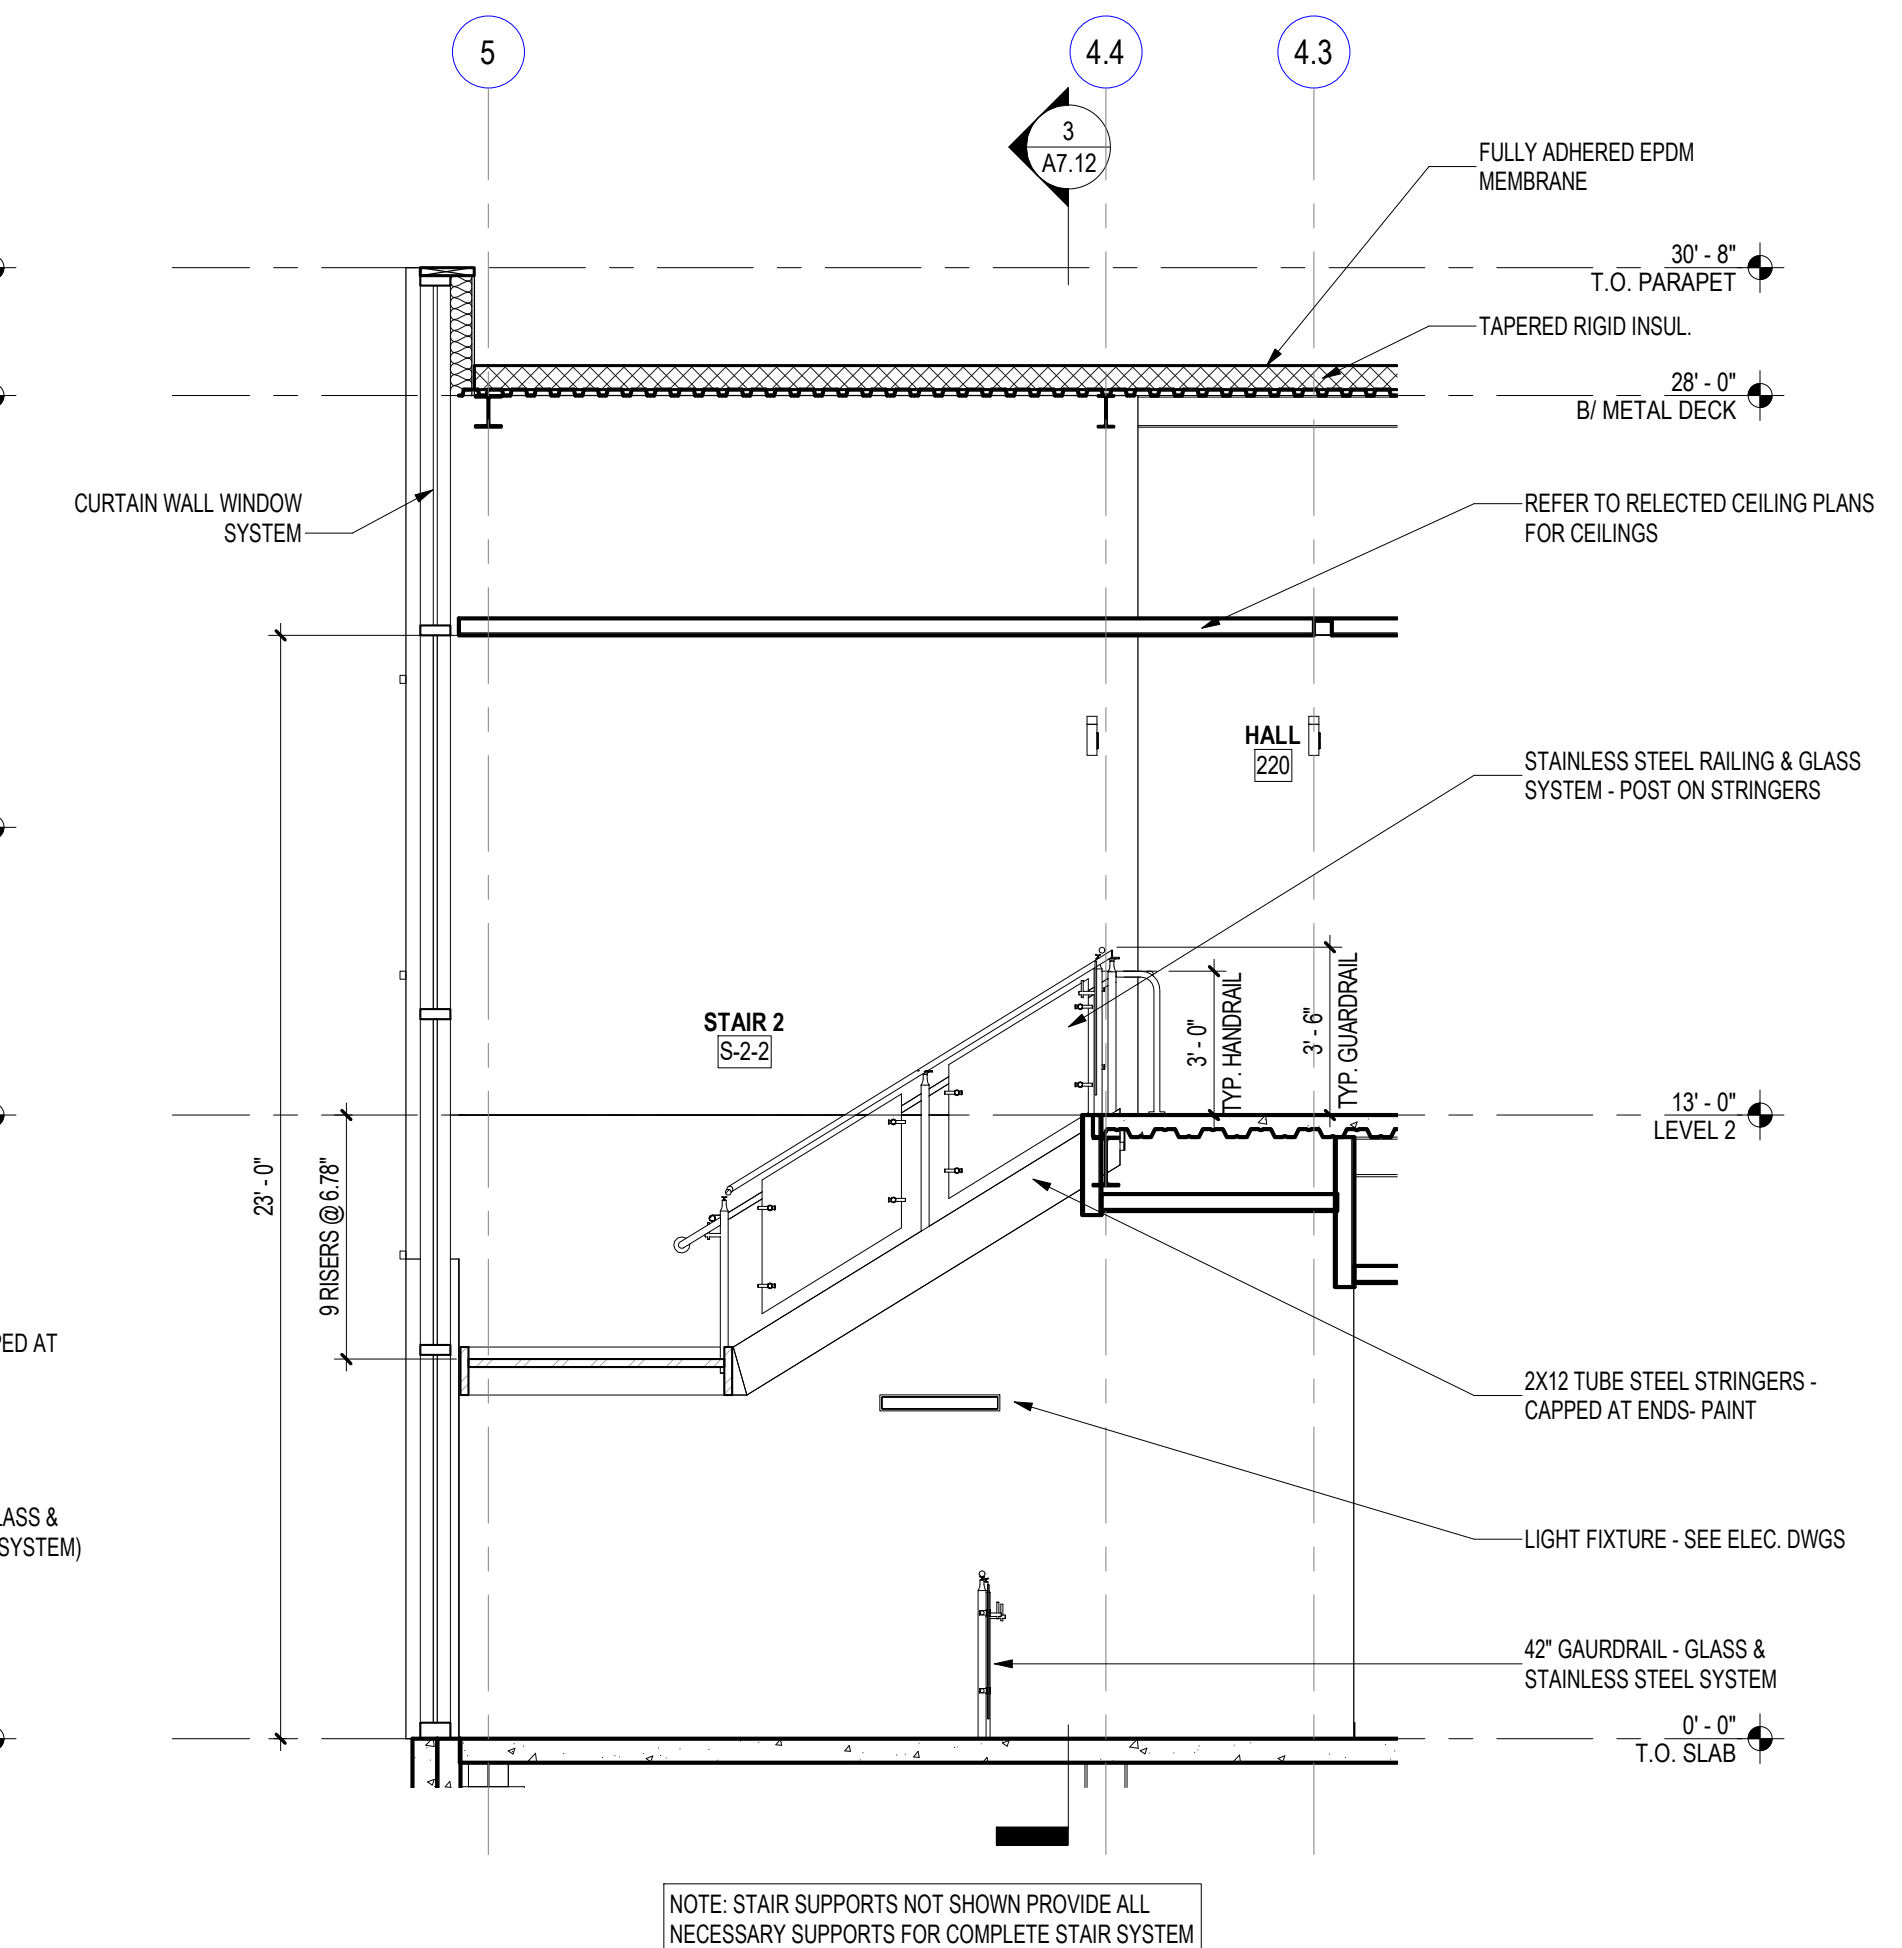 5
4.4
4.3
3
A7.12
FULLY ADHERED EPDM
MEMBRANE
30' - 8"
T.O. PARAPET
TAPERED RIGID INSUL.
28' - 0"
B/ METAL DECK
CURTAIN WALL WINDOW
SYSTEM
REFER TO RELECTED CEILING PLANS
FOR CEILINGS
HALL
220
STAINLESS STEEL RAILING & GLASS
SYSTEM - POST ON STRINGERS
STAIR 2
S-2-2
3' - 0"
TYP. HANDRAIL
3' - 6"
TYP. GUARDRAIL
13' - 0"
LEVEL 2
23' - 0"
9 RISERS @ 6.78"
PED AT
2X12 TUBE STEEL STRINGERS -
CAPPED AT ENDS- PAINT
LASS &
SYSTEM)
LIGHT FIXTURE - SEE ELEC. DWGS
42" GAURDRAIL - GLASS &
STAINLESS STEEL SYSTEM
0' - 0"
T.O. SLAB
NOTE: STAIR SUPPORTS NOT SHOWN PROVIDE ALL
NECESSARY SUPPORTS FOR COMPLETE STAIR SYSTEM